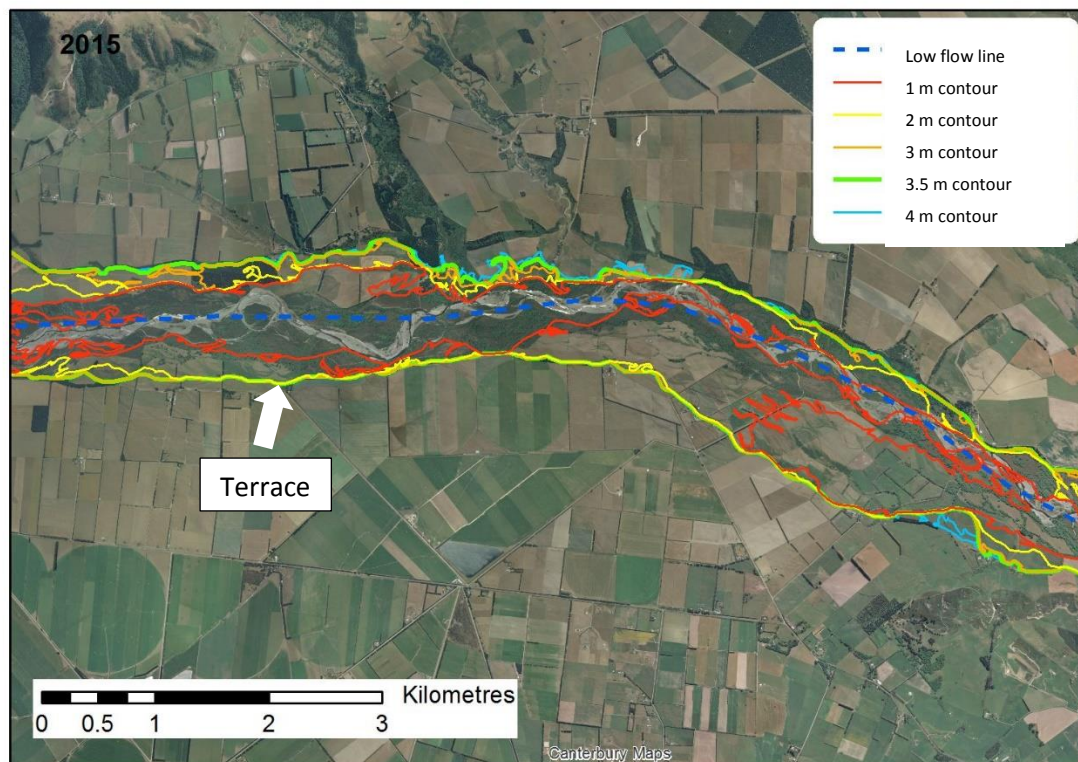 2015
Low flow line
1 m contour
2 m contour
3 m contour
3.5 m contour
4 m contour
Terrace
Kilometres
0 0.5 1 2 3
Canterbury Maps